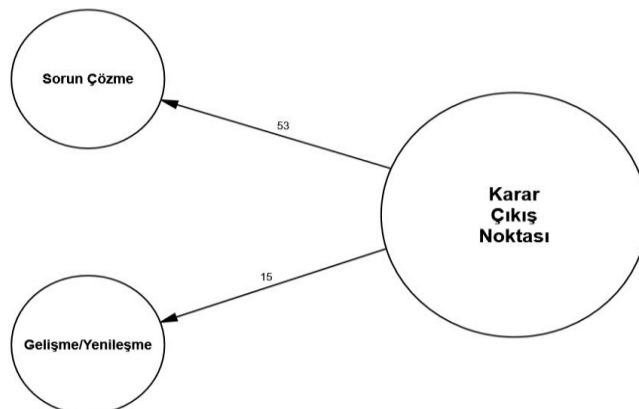 Sorun Çözme
53
Karar
Çıkış
Noktası
15
Gelişme/Yenileşme